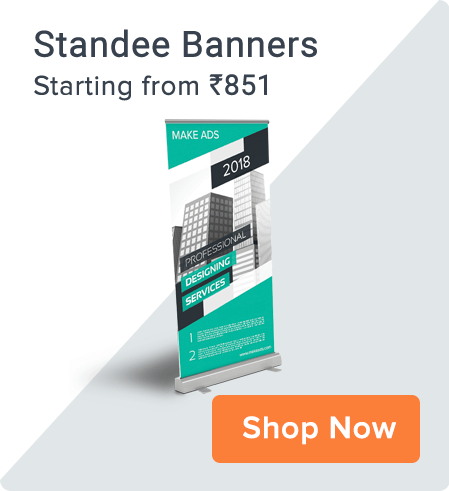 Standee Banners
Starting from ₹851
MAKE ADS
2018
PROFESSIONAL
DESIGNING
SERVICES
1
2
Shop Now